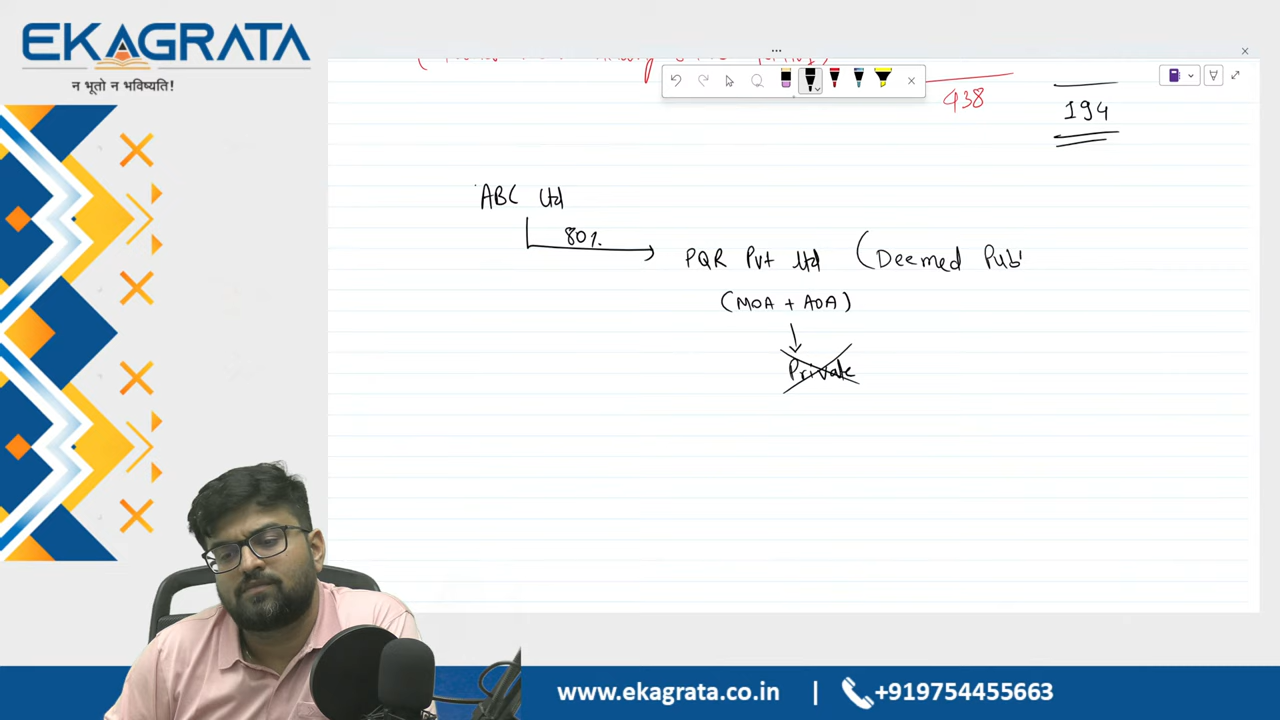 EKAGRATA
न भूतो न भविष्यति!
438
194
ABC Ltd
80%
PQR Pvt Ltd (Deemed Pub
(MOA + AOA)
Private
www.ekagrata.co.in | +919754455663